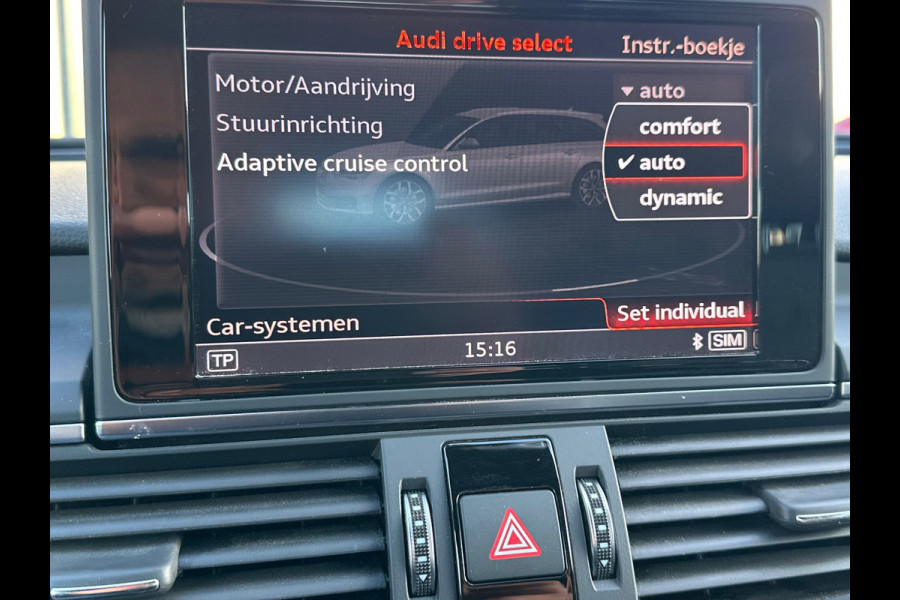 Audi drive select Instr.-boekje
Motor/Aandrijving ▼ auto
Stuurinrichting comfort
Adaptive cruise control ✔ auto
dynamic
Set individual
Car-systemen
TP 15:16 SIM